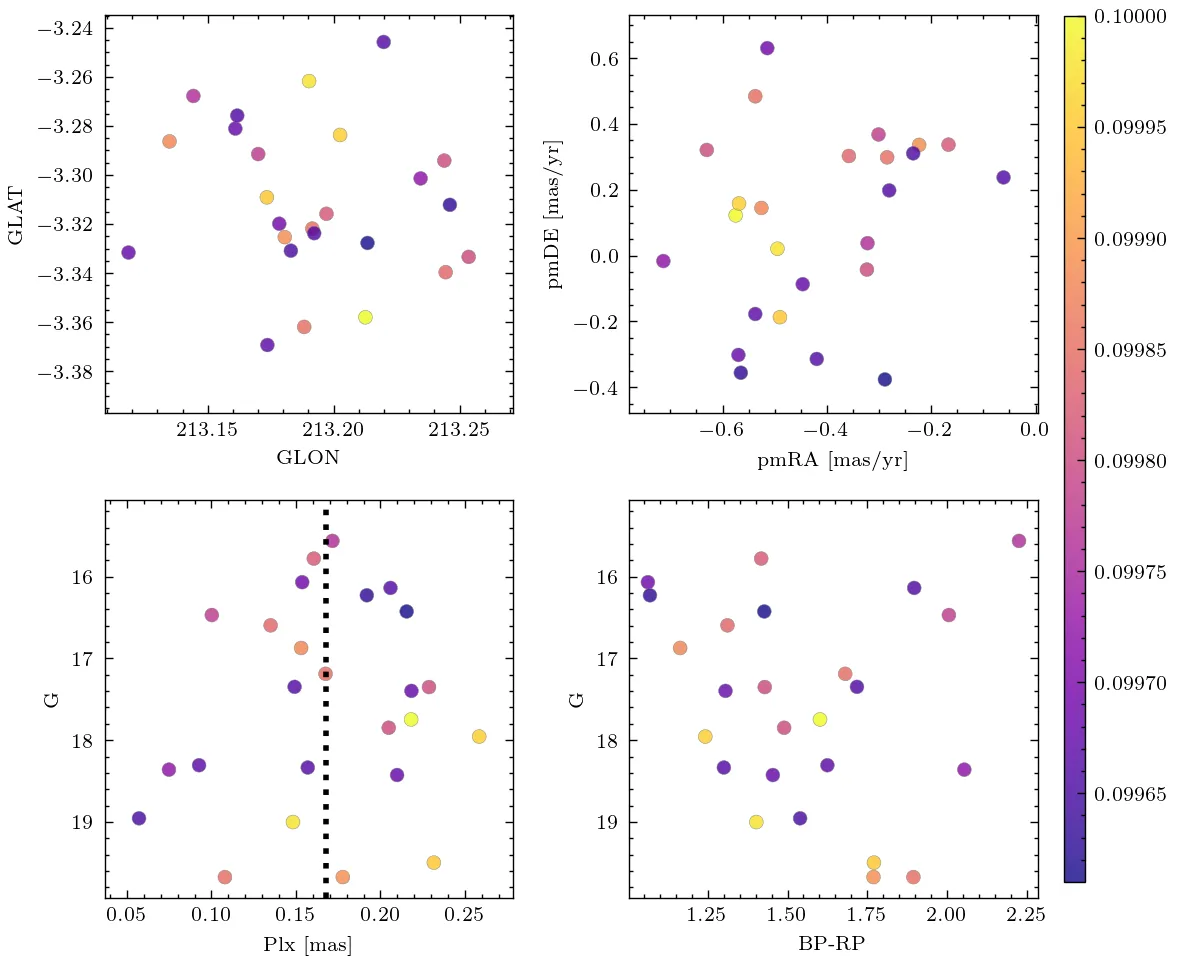 −3.24
−3.26
−3.28
−3.30
−3.32
−3.34
−3.36
−3.38
GLAT
213.15 213.20 213.25
GLON
0.6
0.4
0.2
0.0
−0.2
−0.4
pmDE [mas/yr]
−0.6 −0.4 −0.2 0.0
pmRA [mas/yr]
16
17
18
19
G
0.05 0.10 0.15 0.20 0.25
Plx [mas]
16
17
18
19
G
1.25 1.50 1.75 2.00 2.25
BP-RP
0.10000
0.09995
0.09990
0.09985
0.09980
0.09975
0.09970
0.09965